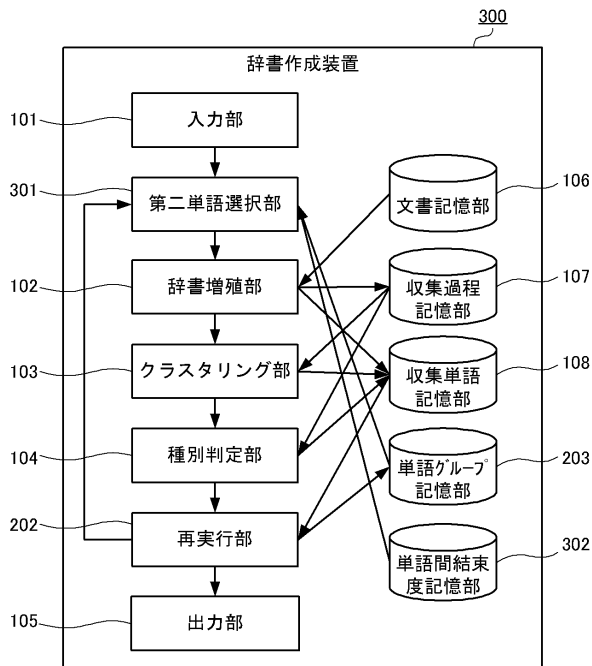 300
辞書作成装置
101
入力部
301
第二単語選択部
文書記憶部
106
102
辞書増殖部
収集過程
記憶部
107
103
クラスタリング部
収集単語
記憶部
108
104
種別判定部
単語ｸﾞﾙｰﾌﾟ
記憶部
203
202
再実行部
単語間結束
度記憶部
302
105
出力部